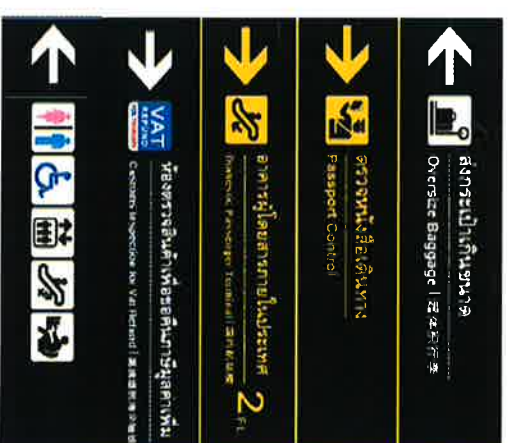 ส่งกระเป๋าเกินขนาด
Oversize Baggage |
ตรวจหนังสือเดินทาง
Passport Control
อาคารผู้โดยสารภายในประเทศ
Domestic Passenger Terminal |
2 FL.
VAT
REFUND
ห้องตรวจสินค้าเพื่อขอคืนภาษีมูลค่าเพิ่ม
Customs Inspection for Vat Refund |